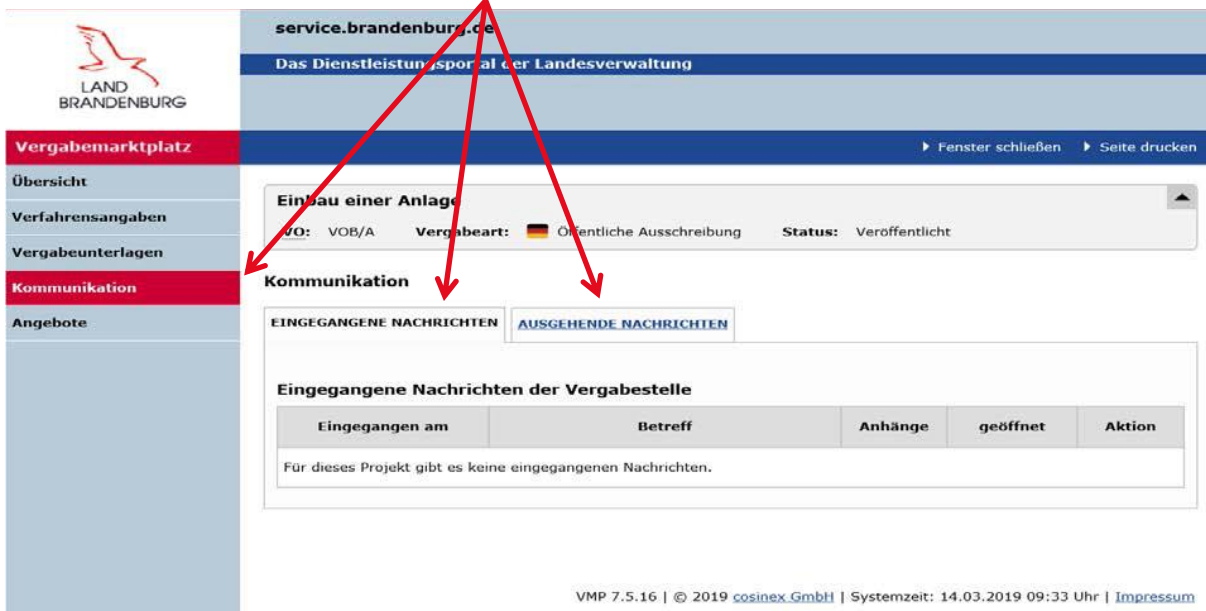 service.brandenburg.de
Das Dienstleistungsportal der Landesverwaltung
LAND
BRANDENBURG
Vergabemarktplatz
Fenster schließen Seite drucken
Übersicht
Verfahrensangaben
Vergabeunterlagen
Kommunikation
Angebote
Einbau einer Anlage
VO: VOB/A Vergabeart: Öffentliche Ausschreibung Status: Veröffentlicht
Kommunikation
EINGEGANGENE NACHRICHTEN AUSGEHENDE NACHRICHTEN
Eingegangene Nachrichten der Vergabestelle
Eingegangen am Betreff Anhänge geöffnet Aktion
Für dieses Projekt gibt es keine eingegangenen Nachrichten.
VMP 7.5.16 | © 2019 cosinex GmbH | Systemzeit: 14.03.2019 09:33 Uhr | Impressum